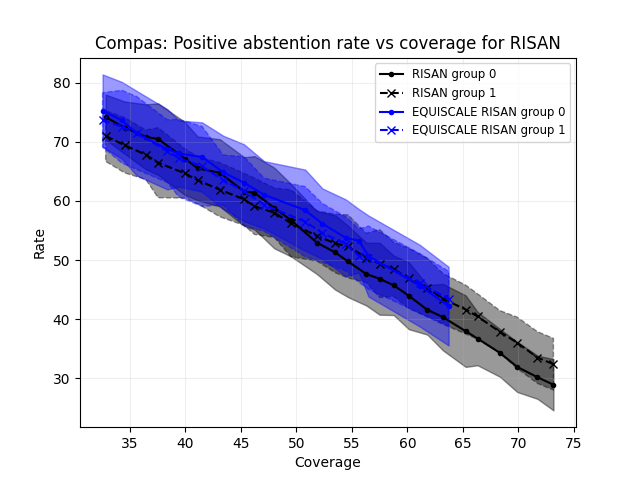 Compas: Positive abstention rate vs coverage for RISAN
RISAN group 0
RISAN group 1
EQUISCALE RISAN group 0
EQUISCALE RISAN group 1
80
70
60
50
40
30
Rate
35 40 45 50 55 60 65 70 75
Coverage